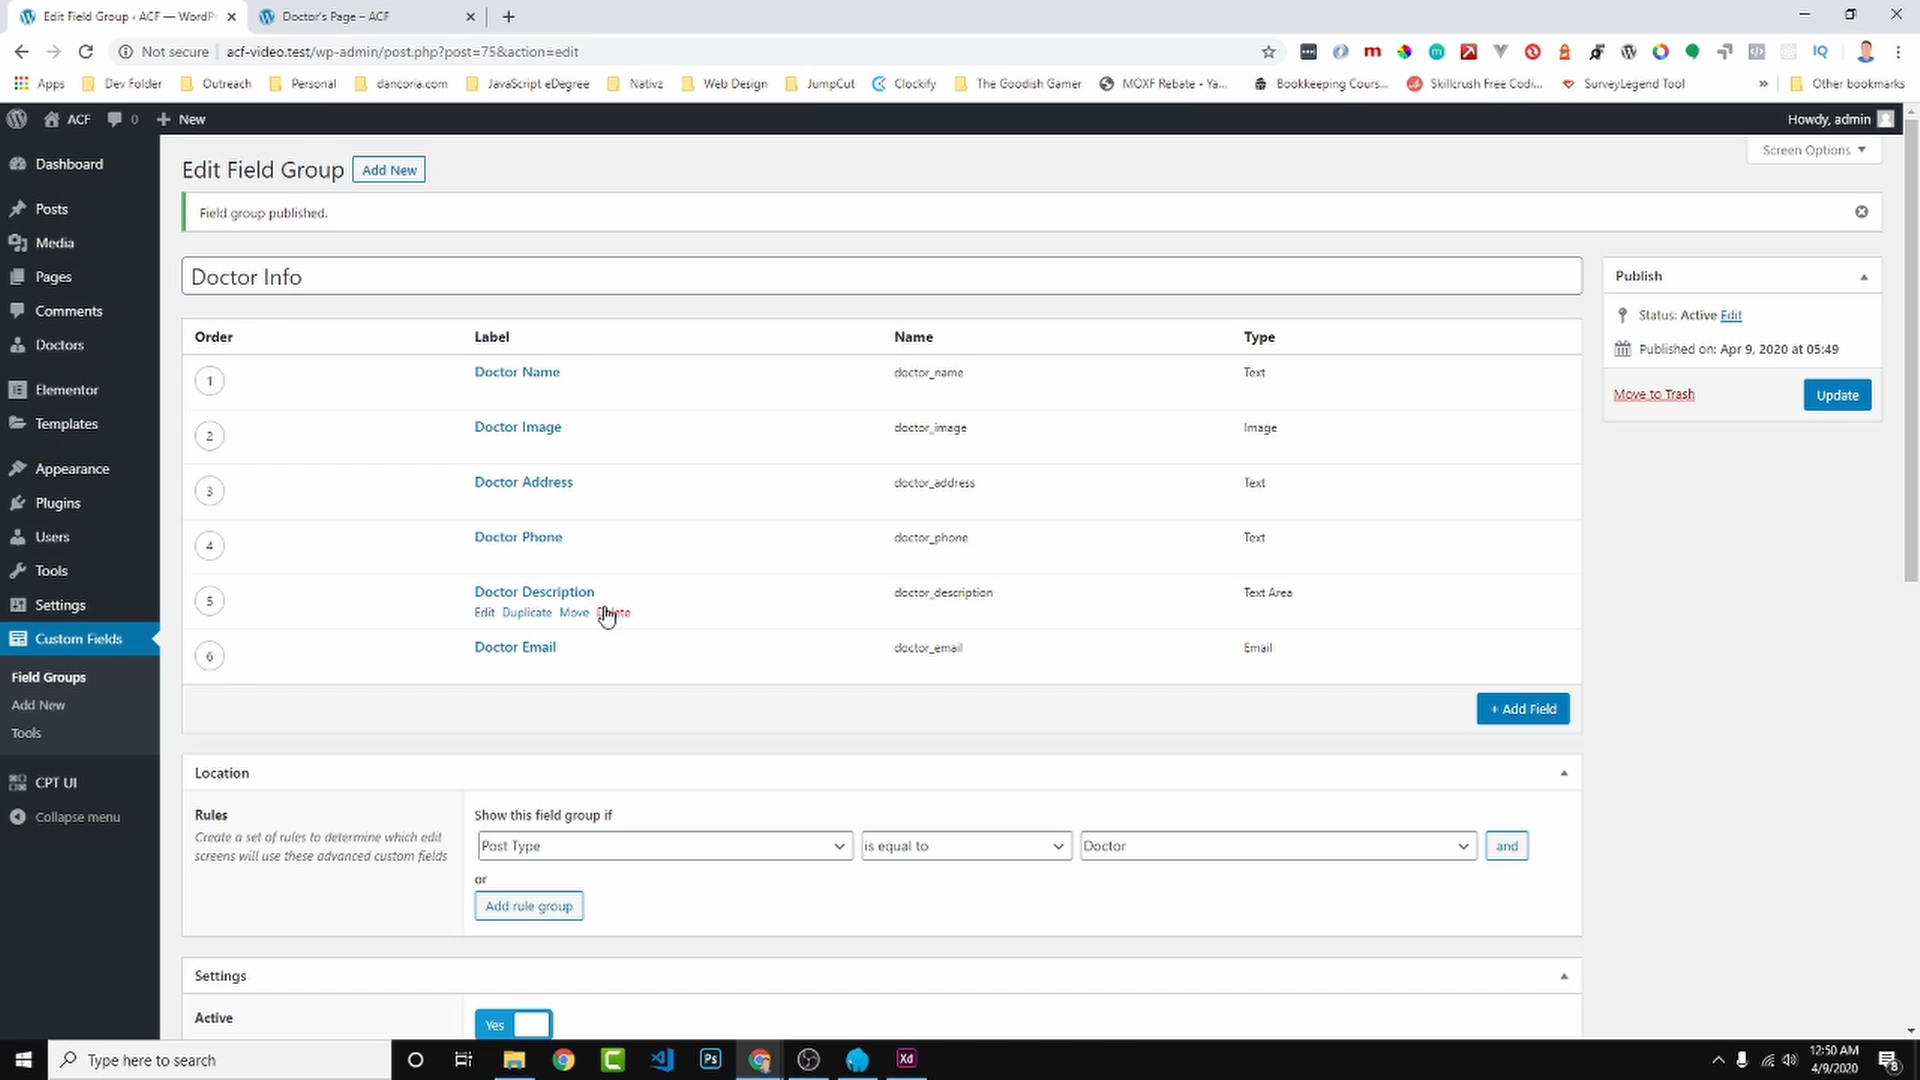 Edit Field Group ‹ ACF — WordPr
Doctor's Page – ACF
Not secure
acf-video.test/wp-admin/post.php?post=75&action=edit
Apps
Dev Folder
Outreach
Personal
dancoria.com
JavaScript eDegree
Nativz
Web Design
JumpCut
Clockify
The Goodish Gamer
MOXF Rebate - Ya...
Bookkeeping Cours...
Skillcrush Free Codi...
SurveyLegend Tool
»
Other bookmarks
ACF
0
New
Howdy, admin
Dashboard
Posts
Media
Pages
Comments
Doctors
Elementor
Templates
Appearance
Plugins
Users
Tools
Settings
Custom Fields
Field Groups
Add New
Tools
CPT UI
Collapse menu
Screen Options
Edit Field Group
Add New
Field group published.
Doctor Info
Order Label Name Type
1 Doctor Name doctor_name Text
2 Doctor Image doctor_image Image
3 Doctor Address doctor_address Text
4 Doctor Phone doctor_phone Text
5 Doctor Description doctor_description Text Area
Edit Duplicate Move
6 Doctor Email doctor_email Email
+ Add Field
Publish
Status: Active Edit
Published on: Apr 9, 2020 at 05:49
Move to Trash
Update
Location
Rules
Create a set of rules to determine which edit
screens will use these advanced custom fields
Show this field group if
Post Type
is equal to
Doctor
and
or
Add rule group
Settings
Active
Yes
Type here to search
Ps
Xd
12:50 AM
4/9/2020
8